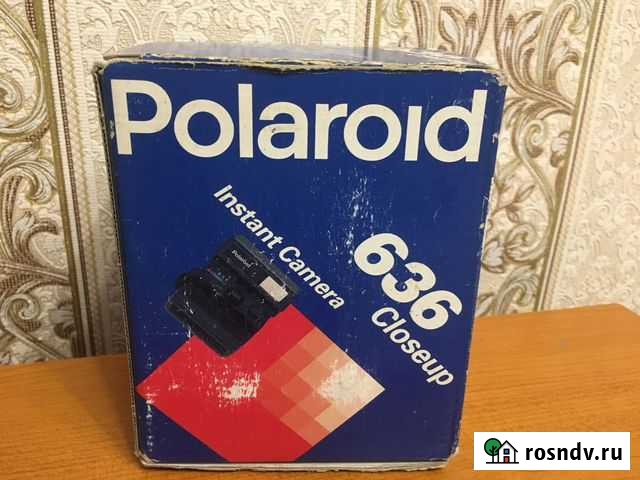 Polaroid
Instant Camera
Polaroid
636
Closeup
rosndv.ru